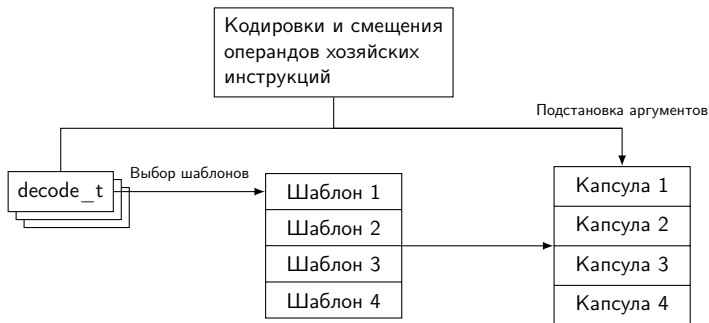 Кодировки и смещения
операндов хозяйских
инструкций
Подстановка аргументов
decode_t
Выбор шаблонов
Шаблон 1
Шаблон 2
Шаблон 3
Шаблон 4
Капсула 1
Капсула 2
Капсула 3
Капсула 4